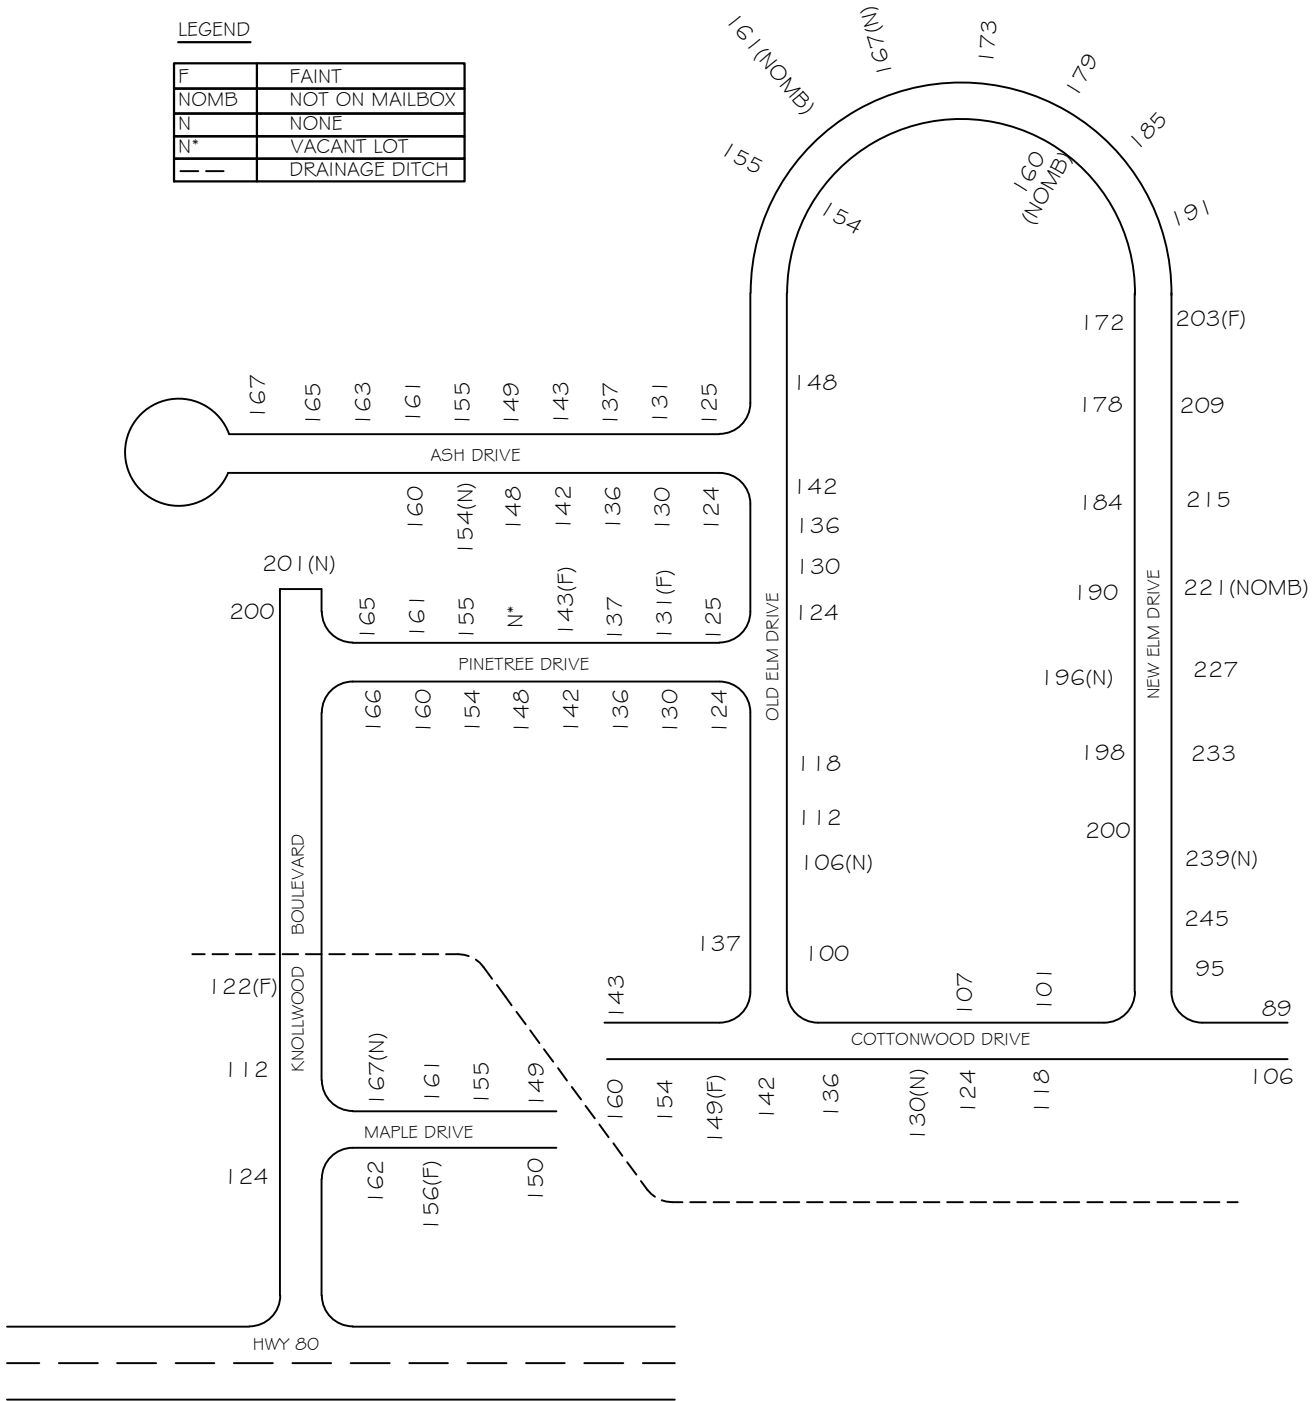 LEGEND
F FAINT
NOMB NOT ON MAILBOX
N NONE
N* VACANT LOT
— — DRAINAGE DITCH
161(NOMB)
167(N)
173
179
185
155
191
154
160
(NOMB)
172
203(F)
148
178
209
167 165 163 161 155 149 143 137 131 125
ASH DRIVE
160 154(N) 148 142 136 130 124
142
184
215
136
130
124
190
221(NOMB)
201(N)
200
165 161 155 N* 143(F) 137 131(F) 125
PINETREE DRIVE
166 160 154 148 142 136 130 124
OLD ELM DRIVE
NEW ELM DRIVE
196(N)
227
118
198
233
112
200
106(N)
239(N)
245
137
100
95
KNOLLWOOD BOULEVARD
122(F)
143
107
101
89
COTTONWOOD DRIVE
112
167(N) 161 155 149
160 154 149(F) 142 136 130(N) 124 118
106
MAPLE DRIVE
124
162 156(F) 150
HWY 80